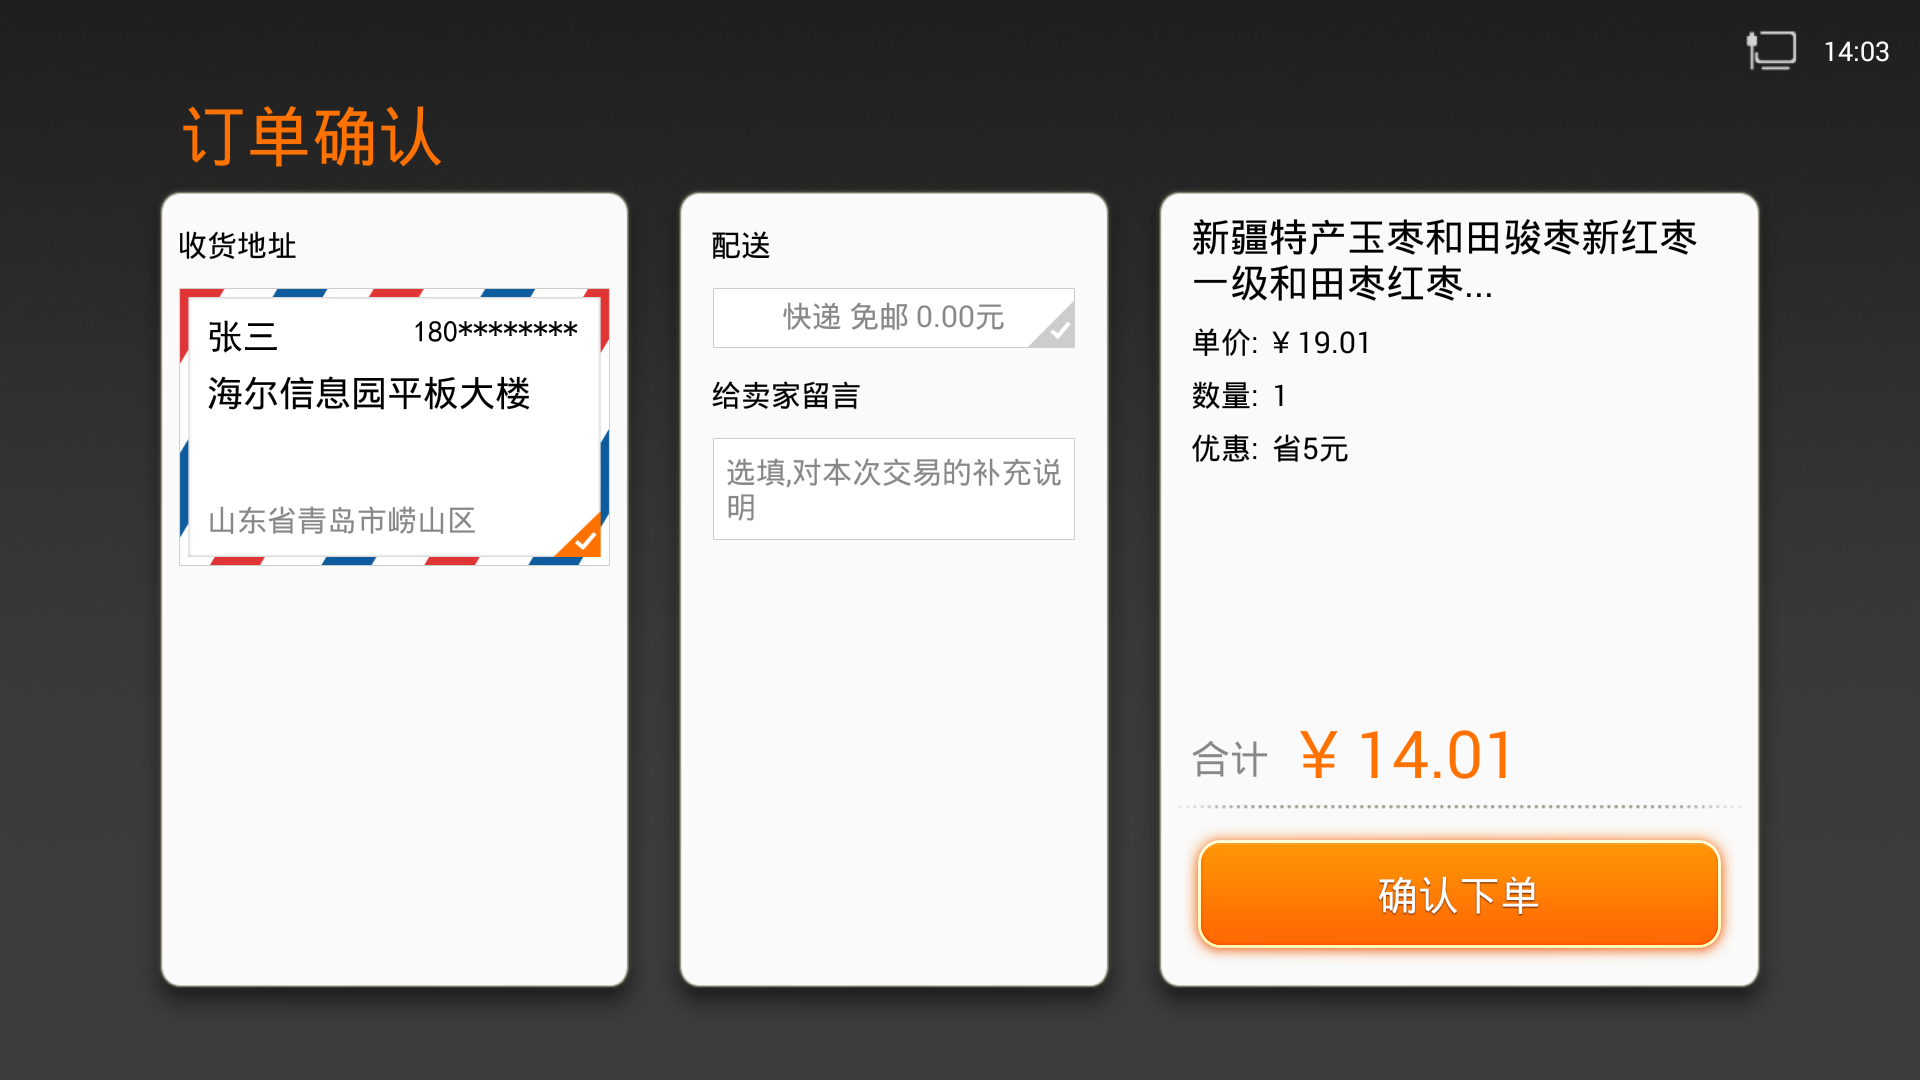 14:03
订单确认
收货地址
张三 180********
海尔信息园平板大楼
山东省青岛市崂山区
配送
快递 免邮 0.00元
给卖家留言
选填,对本次交易的补充说
明
新疆特产玉枣和田骏枣新红枣
一级和田枣红枣...
单价: ¥ 19.01
数量: 1
优惠: 省5元
合计 ¥ 14.01
确认下单